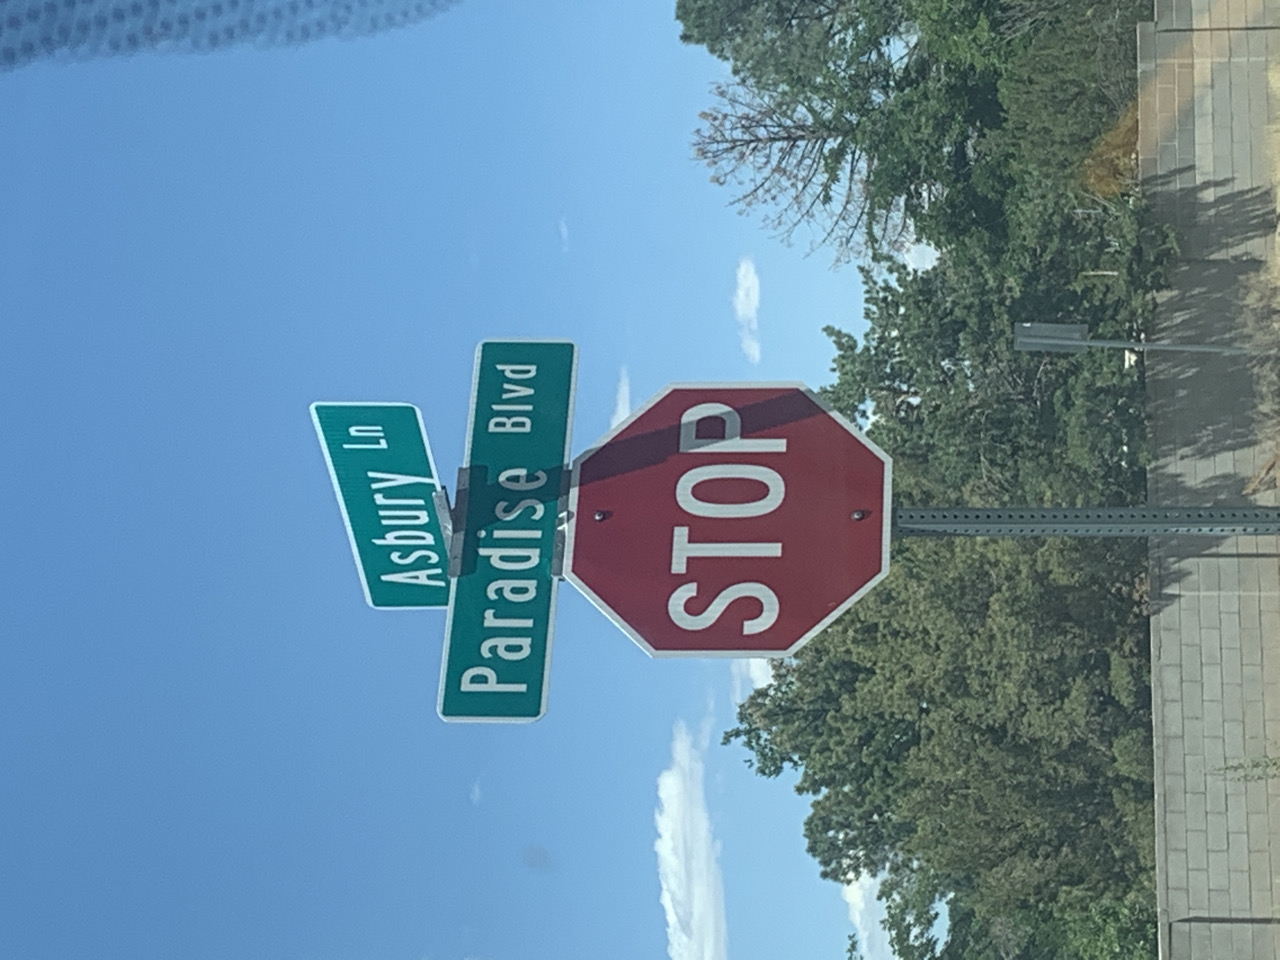 Asbury Ln
Paradise Blvd
STOP